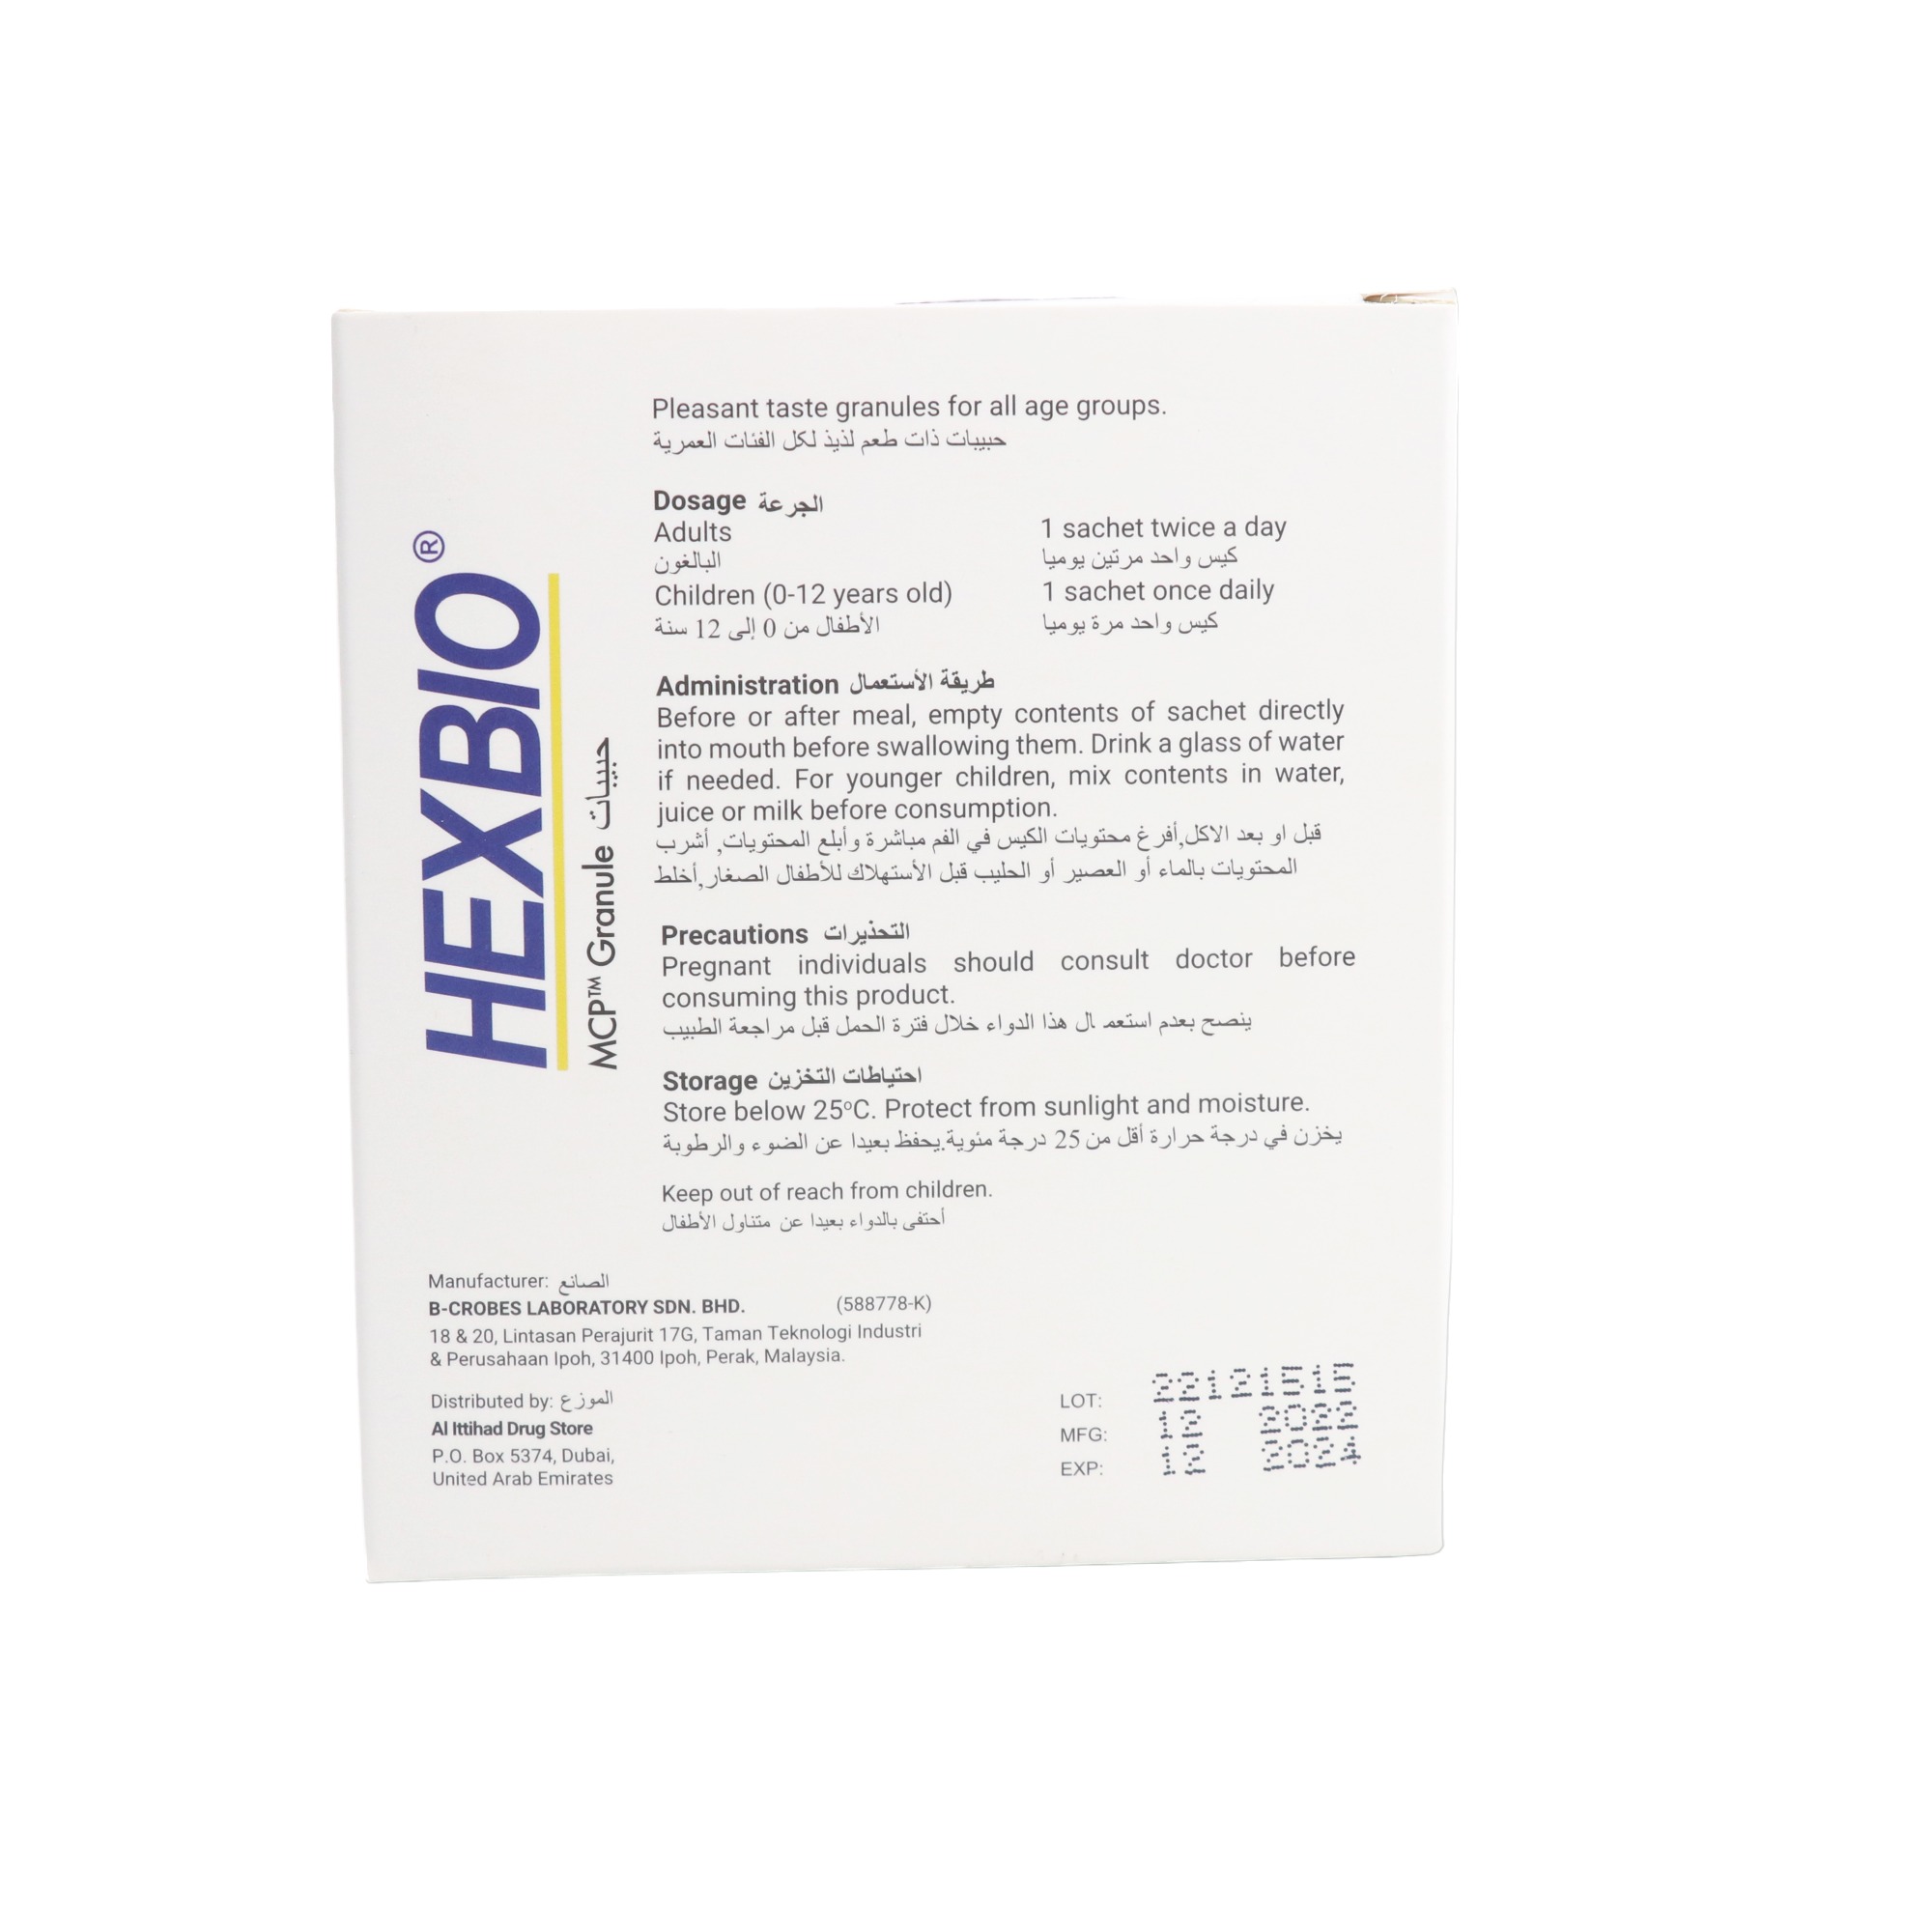 HEXBIO®
MCP™ Granule حبيبات
Pleasant taste granules for all age groups.
حبيبات ذات طعم لذيذ لكل الفئات العمرية
Dosage الجرعة
Adults 1 sachet twice a day
البالغون كيس واحد مرتين يوميا
Children (0-12 years old) 1 sachet once daily
الأطفال من 0 إلى 12 سنة كيس واحد مرة يوميا
Administration طريقة الأستعمال
Before or after meal, empty contents of sachet directly
into mouth before swallowing them. Drink a glass of water
if needed. For younger children, mix contents in water,
juice or milk before consumption.
قبل او بعد الاكل,أفرغ محتويات الكيس في الفم مباشرة وأبلع المحتويات, أشرب
المحتويات بالماء أو العصير أو الحليب قبل الأستهلاك للأطفال الصغار,أخلط
Precautions التحذيرات
Pregnant individuals should consult doctor before
consuming this product.
ينصح بعدم استعمـ ال هذا الدواء خلال فترة الحمل قبل مراجعة الطبيب
Storage احتياطات التخزين
Store below 25°C. Protect from sunlight and moisture.
يخزن في درجة حرارة أقل من 25 درجة مئوية.يحفظ بعيدا عن الضوء والرطوبة
Keep out of reach from children.
أحتفى بالدواء بعيدا عن متناول الأطفال
Manufacturer: الصانع
B-CROBES LABORATORY SDN. BHD. (588778-K)
18 & 20, Lintasan Perajurit 17G, Taman Teknologi Industri
& Perusahaan Ipoh, 31400 Ipoh, Perak, Malaysia.
Distributed by: الموزع
Al Ittihad Drug Store
P.O. Box 5374, Dubai,
United Arab Emirates
LOT: 22121515
MFG: 12 2022
EXP: 12 2024